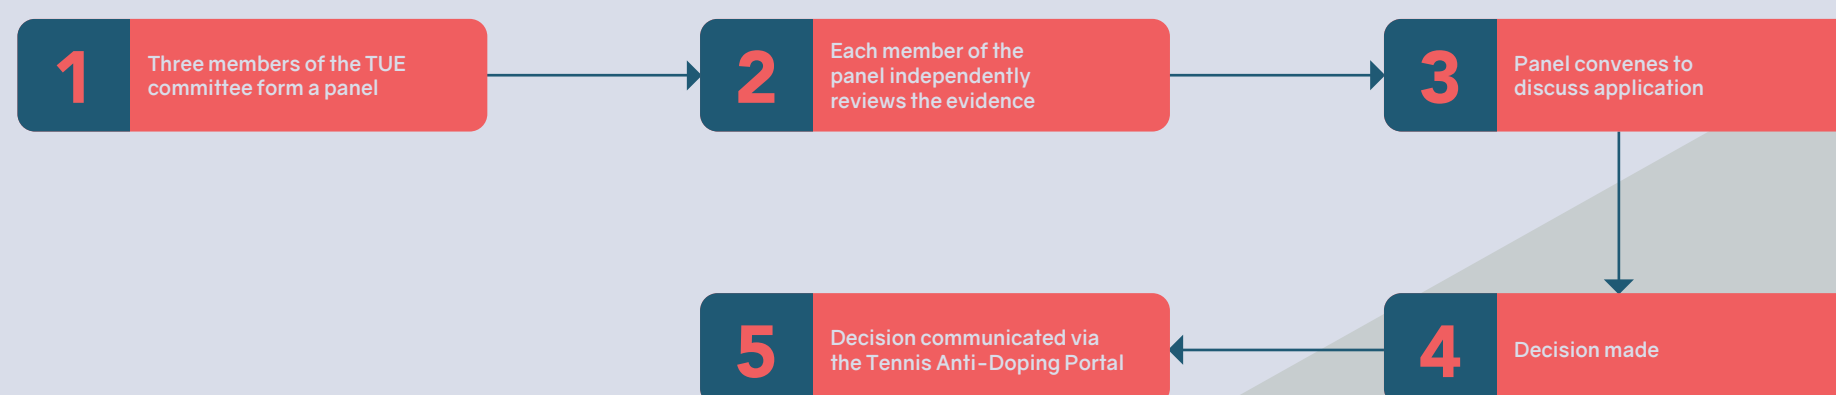 1
Three members of the TUE
committee form a panel
2
Each member of the
panel independently
reviews the evidence
3
Panel convenes to
discuss application
4
Decision made
5
Decision communicated via
the Tennis Anti-Doping Portal